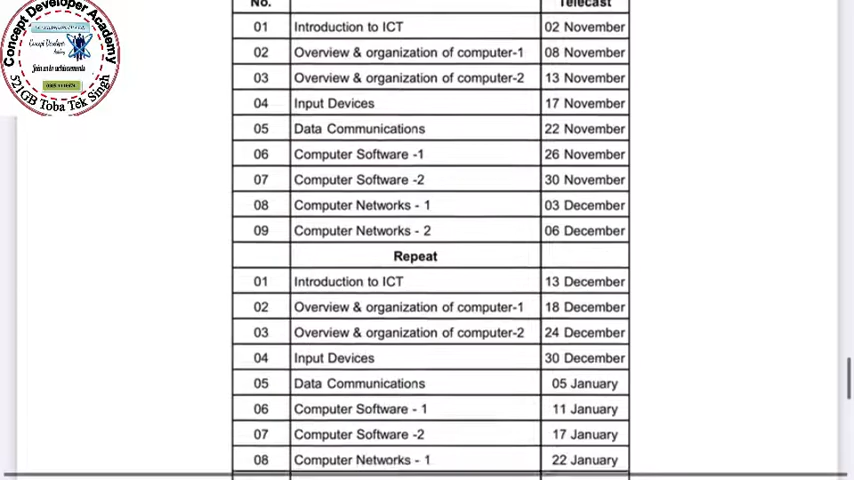 Concept Developer Academy
Concept Developer
Join us to achievements
521GB Toba Tek Singh
No. Telecast
01 Introduction to ICT 02 November
02 Overview & organization of computer-1 08 November
03 Overview & organization of computer-2 13 November
04 Input Devices 17 November
05 Data Communications 22 November
06 Computer Software -1 26 November
07 Computer Software -2 30 November
08 Computer Networks - 1 03 December
09 Computer Networks - 2 06 December
Repeat
01 Introduction to ICT 13 December
02 Overview & organization of computer-1 18 December
03 Overview & organization of computer-2 24 December
04 Input Devices 30 December
05 Data Communications 05 January
06 Computer Software - 1 11 January
07 Computer Software -2 17 January
08 Computer Networks - 1 22 January